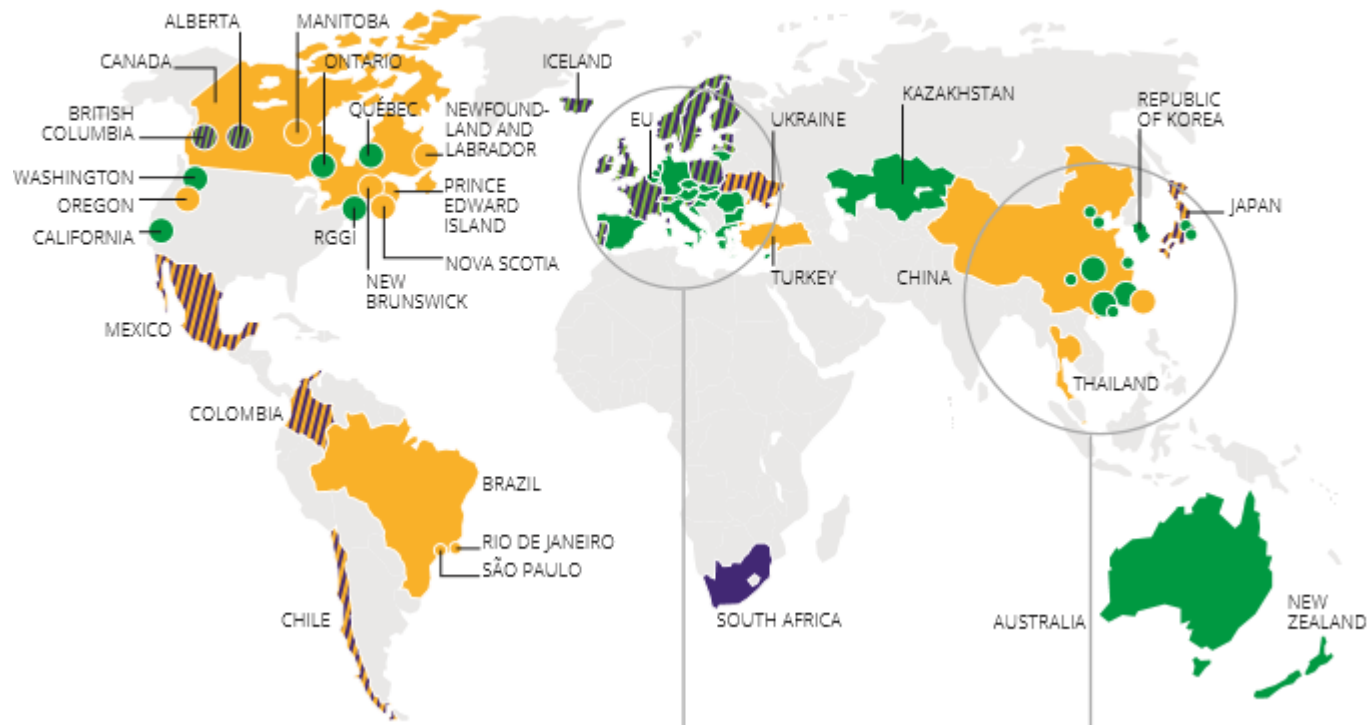 ALBERTA
MANITOBA
CANADA
ONTARIO
BRITISH
COLUMBIA
QUÉBEC
NEWFOUND-
LAND AND
LABRADOR
WASHINGTON
OREGON
CALIFORNIA
RGGI
PRINCE
EDWARD
ISLAND
NOVA SCOTIA
NEW
BRUNSWICK
MEXICO
COLOMBIA
BRAZIL
RIO DE JANEIRO
SÃO PAULO
CHILE
ICELAND
EU
UKRAINE
TURKEY
KAZAKHSTAN
REPUBLIC
OF KOREA
JAPAN
CHINA
THAILAND
SOUTH AFRICA
AUSTRALIA
NEW
ZEALAND